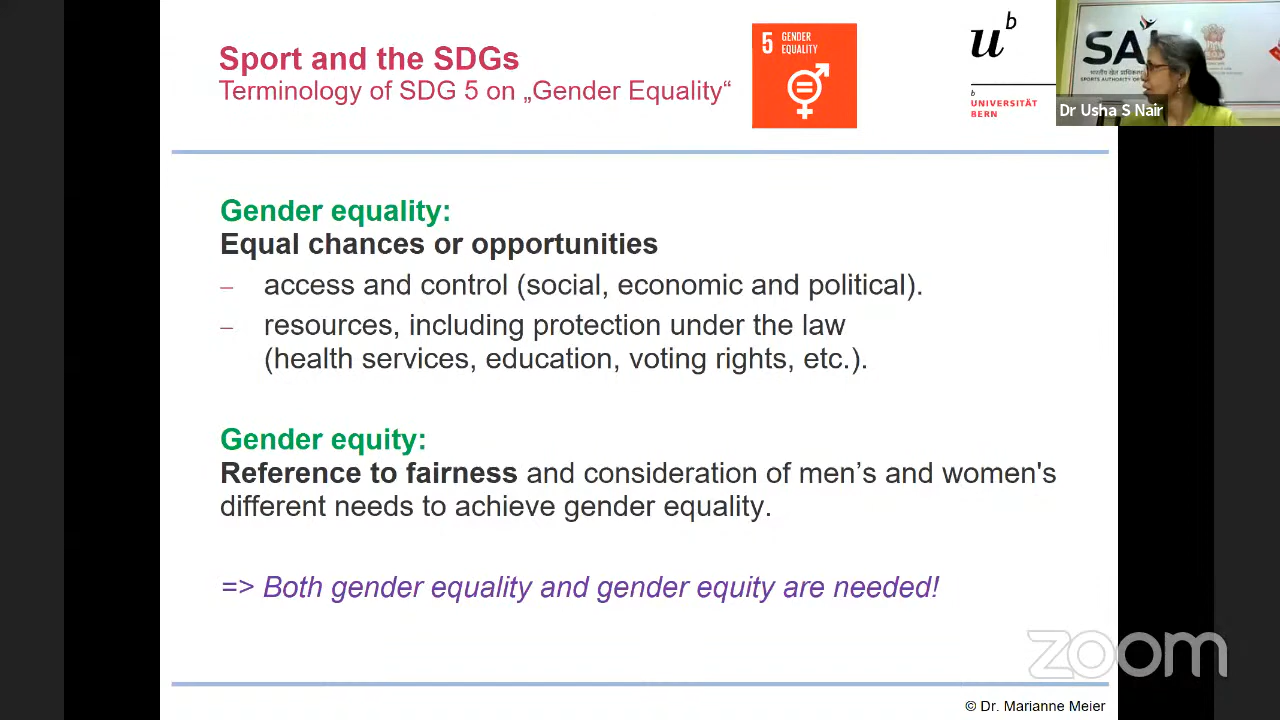 Sport and the SDGs
Terminology of SDG 5 on „Gender Equality“
5 GENDER
EQUALITY
u
b
b
UNIVERSITÄT
BERN
SAI
Dr Usha S Nair
Gender equality:
Equal chances or opportunities
– access and control (social, economic and political).
– resources, including protection under the law
(health services, education, voting rights, etc.).
Gender equity:
Reference to fairness and consideration of men’s and women's
different needs to achieve gender equality.
=> Both gender equality and gender equity are needed!
zoom
© Dr. Marianne Meier